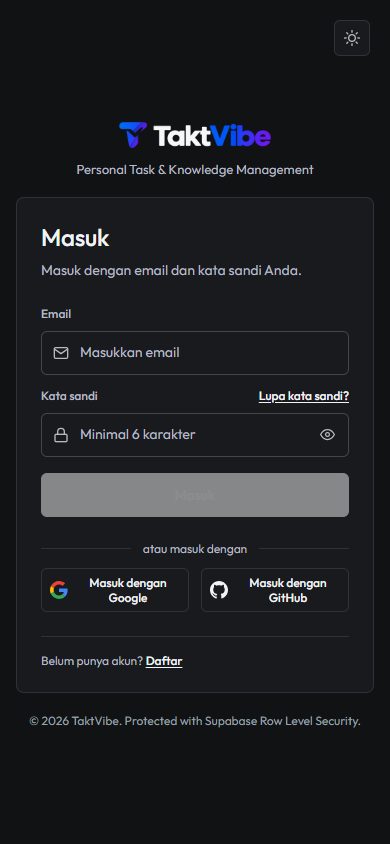 TaktVibe
Personal Task & Knowledge Management
Masuk
Masuk dengan email dan kata sandi Anda.
Email
Masukkan email
Kata sandi
Lupa kata sandi?
Minimal 6 karakter
Masuk
atau masuk dengan
Masuk dengan
Google
Masuk dengan
GitHub
Belum punya akun? Daftar
© 2026 TaktVibe. Protected with Supabase Row Level Security.